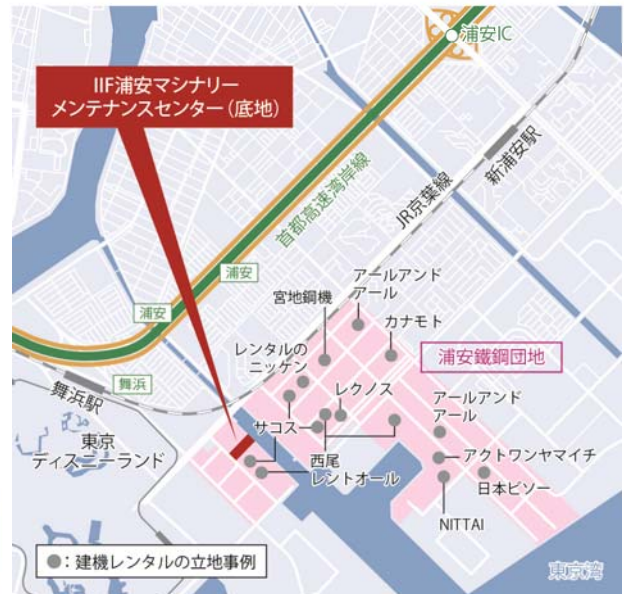 浦安IC
IIF浦安マシナリー
メンテナンスセンター（底地）
新浦安駅
JR京葉線
首都高速湾岸線
浦安
浦安
舞浜
舞浜駅
東京
ディズニーランド
宮地鋼機
アールアンド
アール
カナモト
浦安鐵鋼団地
レンタルの
ニッケン
レクノス
アールアンド
アール
サコス
西尾
レントオール
アクトワンヤマイチ
日本ビソー
NITTAI
●：建機レンタルの立地事例
東京湾